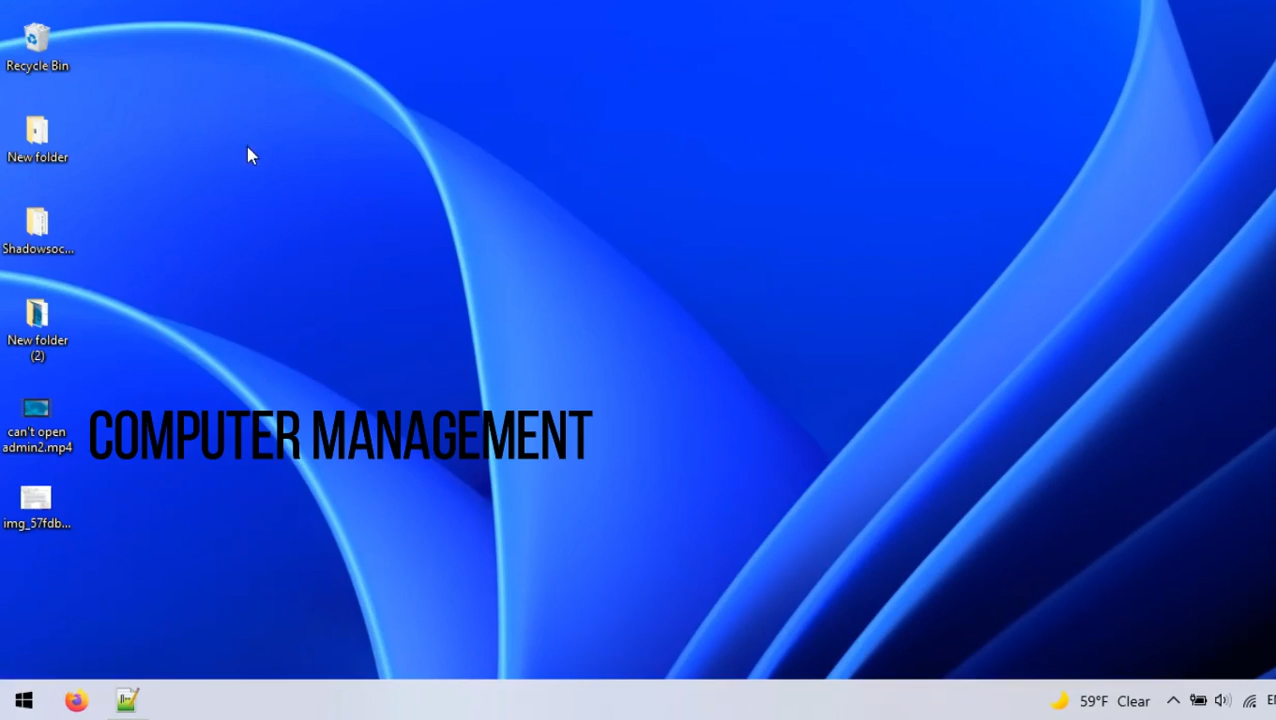 Recycle Bin
New folder
Shadowsoc...
New folder
(2)
can't open
admin2.mp4
COMPUTER MANAGEMENT
img_57fdb...
59°F Clear